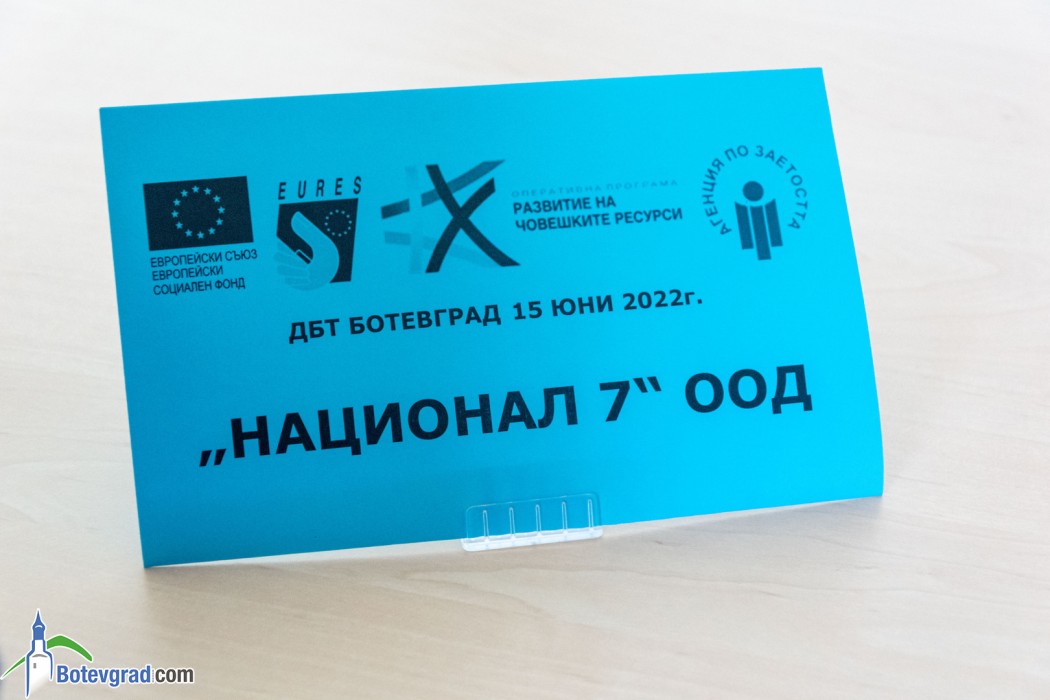 EURES
ОПЕРАТИВНА ПРОГРАМА
РАЗВИТИЕ НА
ЧОВЕШКИТЕ РЕСУРСИ
АГЕНЦИЯ ПО ЗАЕТОСТТА
ЕВРОПЕЙСКИ СЪЮЗ
ЕВРОПЕЙСКИ
СОЦИАЛЕН ФОНД
ДБТ БОТЕВГРАД 15 ЮНИ 2022г.
„НАЦИОНАЛ 7“ ООД
Botevgrad.com